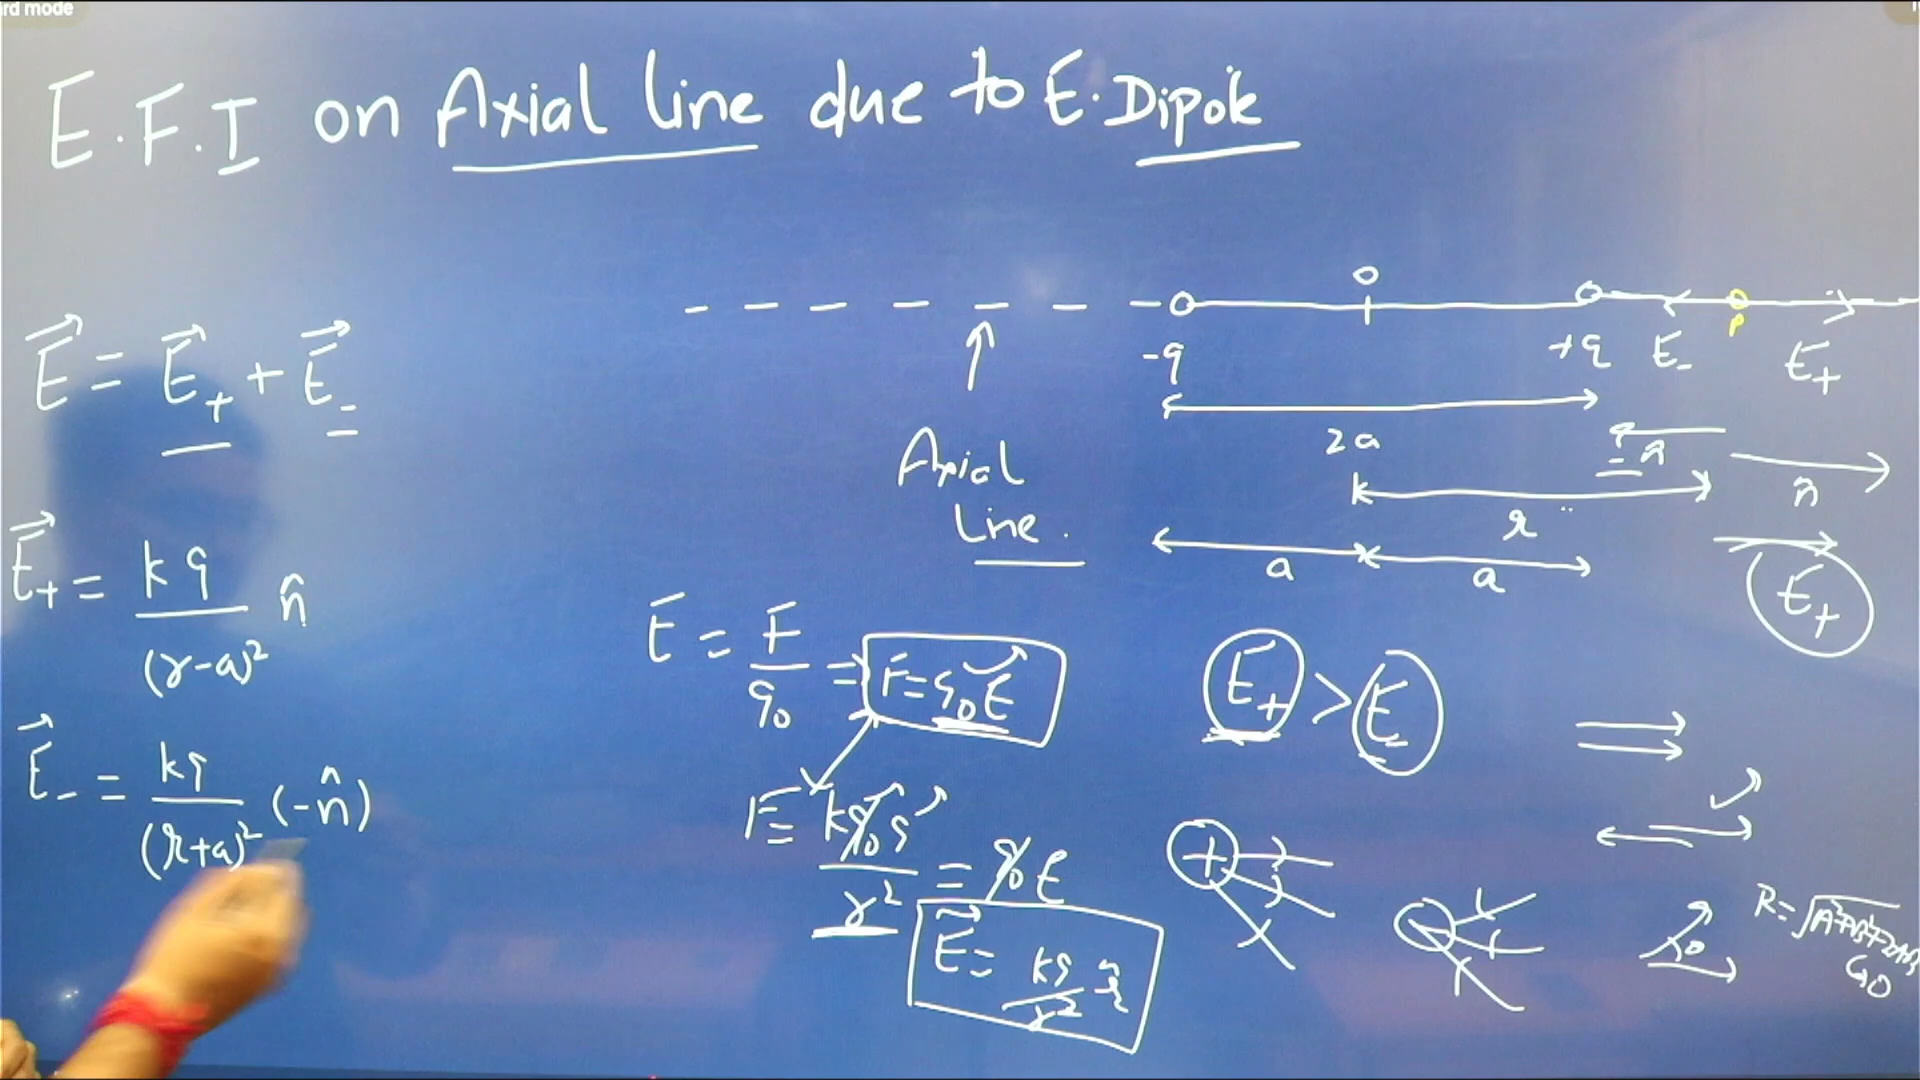 rd mode
E.F.I on Axial line due to E.Dipole
O
-q
+q E₋ P E₊
2a
-n̂
n̂
r
a a
E₊
Axial
Line.
E⃗ = E⃗₊ + E⃗₋
E⃗₊ = kq/(r-a)² n̂
E⃗₋ = kq/(r+a)² (-n̂)
E = F/q₀ = F = q₀E⃗
F = kq₀q/r² = q₀E
E⃗ = kq/r² r̂
E₊ > E₋
+
-
θ
R = √A²+B²+2AB
Cosθ